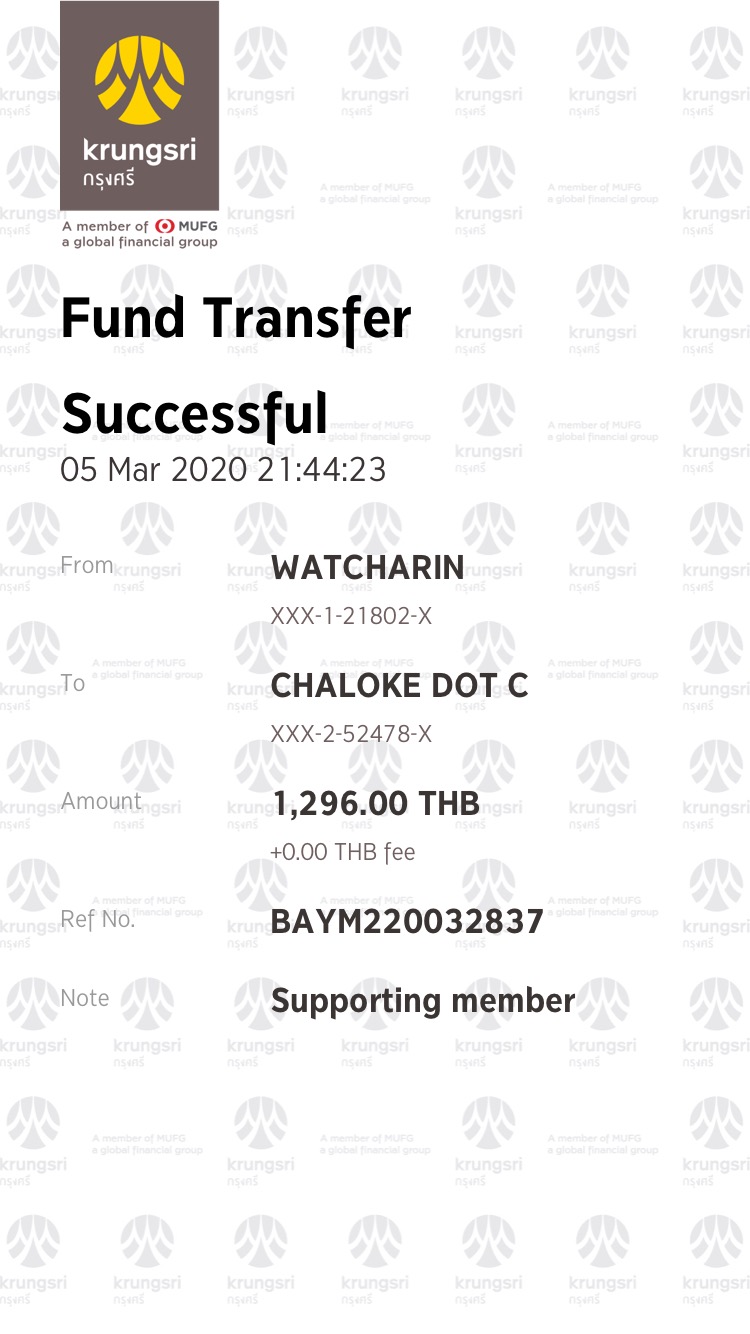 krungsri
กรุงศรี
A member of MUFG
a global financial group
Fund Transfer
Successful
05 Mar 2020 21:44:23
From
WATCHARIN
XXX-1-21802-X
To
CHALOKE DOT C
XXX-2-52478-X
Amount
1,296.00 THB
+0.00 THB fee
Ref No.
BAYM220032837
Note
Supporting member